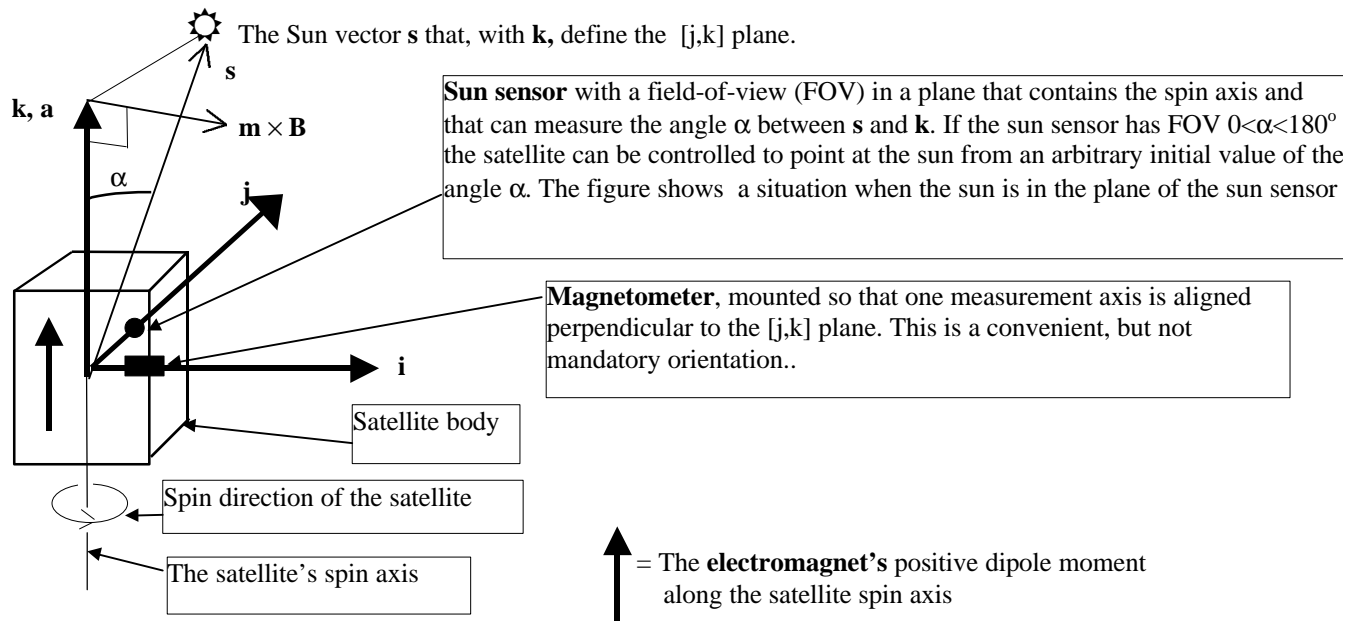 The Sun vector s that, with k, define the [j,k] plane.
s
k, a
m × B
Sun sensor with a field-of-view (FOV) in a plane that contains the spin axis and
that can measure the angle α between s and k. If the sun sensor has FOV 0<α<180°
the satellite can be controlled to point at the sun from an arbitrary initial value of the
angle α. The figure shows a situation when the sun is in the plane of the sun sensor
α
j
Magnetometer, mounted so that one measurement axis is aligned
perpendicular to the [j,k] plane. This is a convenient, but not
mandatory orientation..
i
Satellite body
Spin direction of the satellite
The satellite's spin axis
= The electromagnet's positive dipole moment
along the satellite spin axis